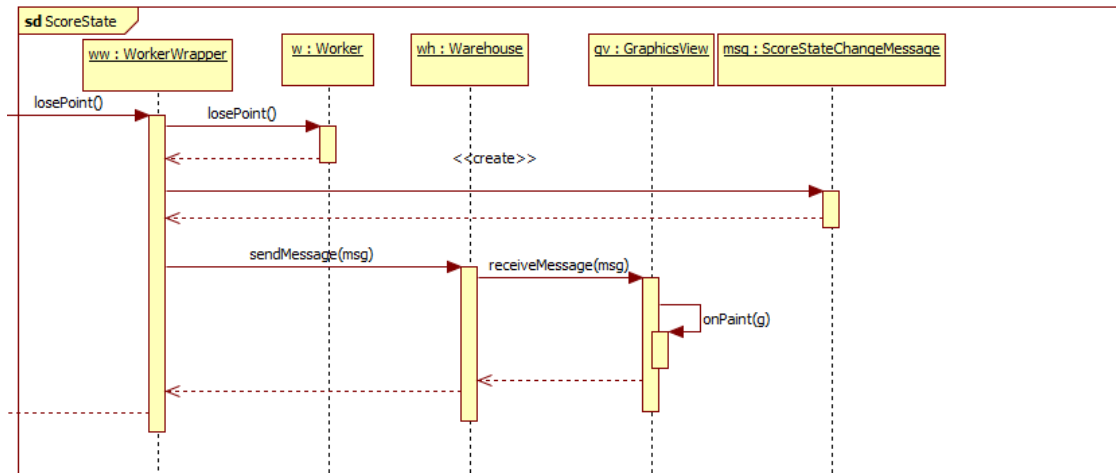 sd ScoreState
ww : WorkerWrapper
w : Worker
wh : Warehouse
gv : GraphicsView
msg : ScoreStateChangeMessage
losePoint()
losePoint()
<<create>>
sendMessage(msg)
receiveMessage(msg)
onPaint(g)